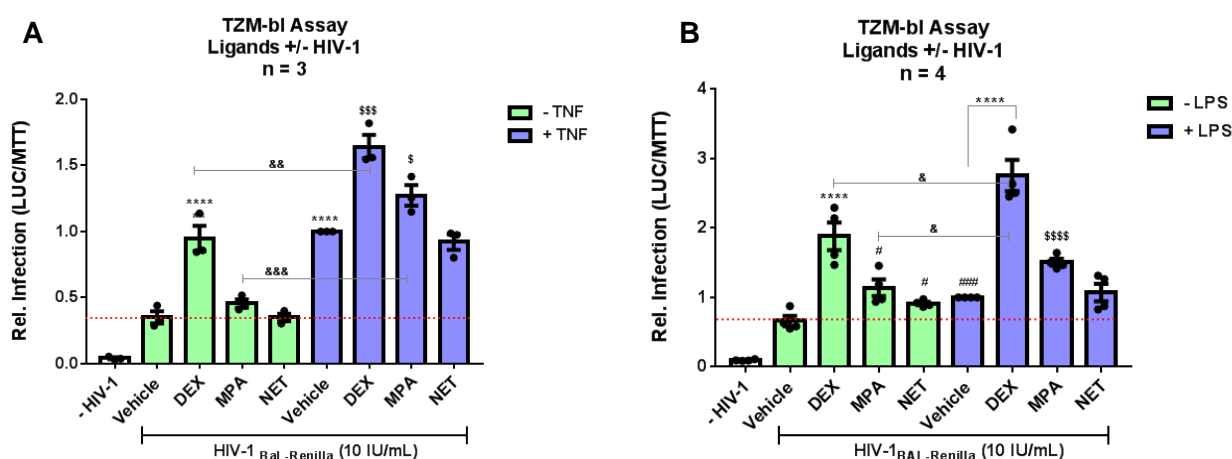 A
TZM-bl Assay
Ligands +/- HIV-1
n = 3
Rel. Infection (LUC/MTT)
2.0
1.5
1.0
0.5
0.0
- TNF
+ TNF
$$$
$
&&
****
**
****
&&&
- HIV-1
Vehicle
DEX
MPA
NET
Vehicle
DEX
MPA
NET
HIV-1 BaL-Renilla (10 IU/mL)
B
TZM-bl Assay
Ligands +/- HIV-1
n = 4
Rel. Infection (LUC/MTT)
4
3
2
1
0
- LPS
+ LPS
****
&
****
&
$$$$
#
#
###
- HIV-1
Vehicle
DEX
MPA
NET
Vehicle
DEX
MPA
NET
HIV-1BAL-Renilla (10 IU/mL)